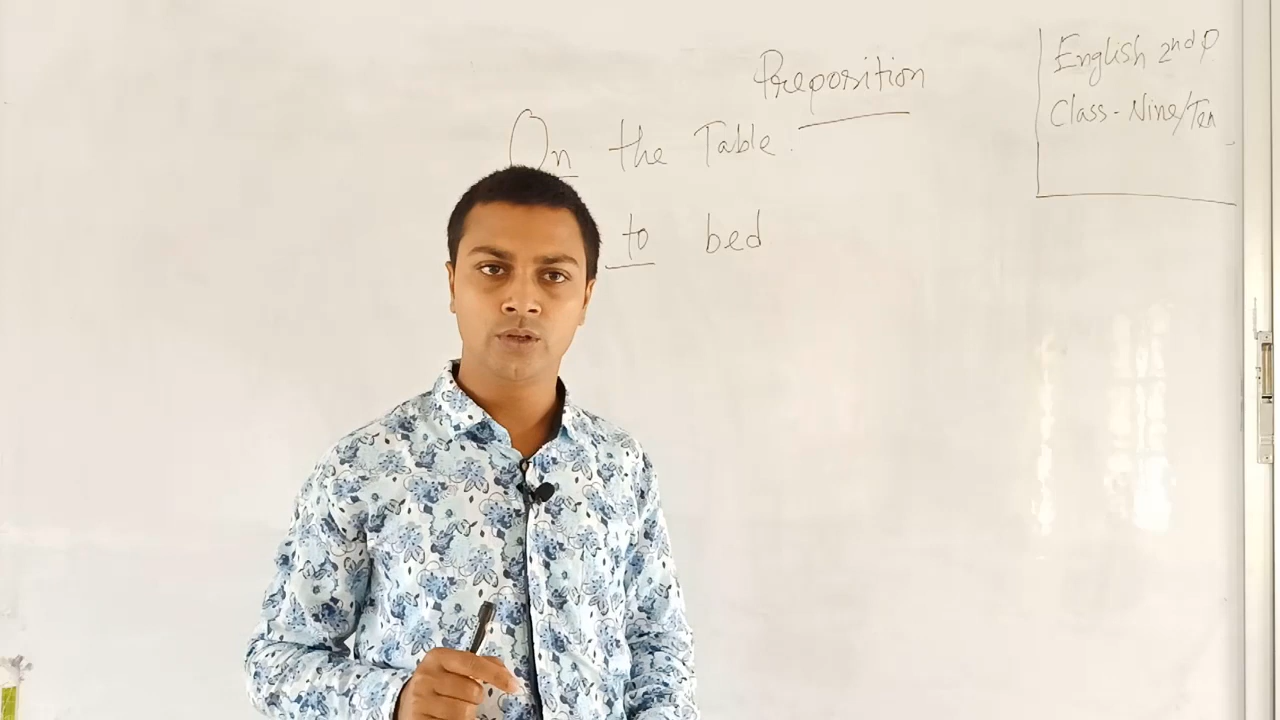 Preposition
On the Table.
to bed
English 2nd P
Class - Nine/Ten